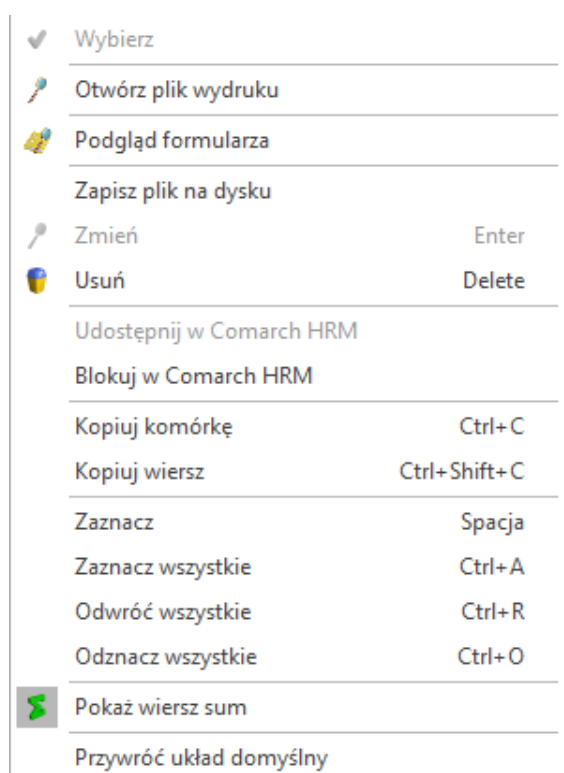 Wybierz
Otwórz plik wydruku
Podgląd formularza
Zapisz plik na dysku
Zmień Enter
Usuń Delete
Udostępnij w Comarch HRM
Blokuj w Comarch HRM
Kopiuj komórkę Ctrl+C
Kopiuj wiersz Ctrl+Shift+C
Zaznacz Spacja
Zaznacz wszystkie Ctrl+A
Odwróć wszystkie Ctrl+R
Odznacz wszystkie Ctrl+O
Pokaż wiersz sum
Przywróć układ domyślny